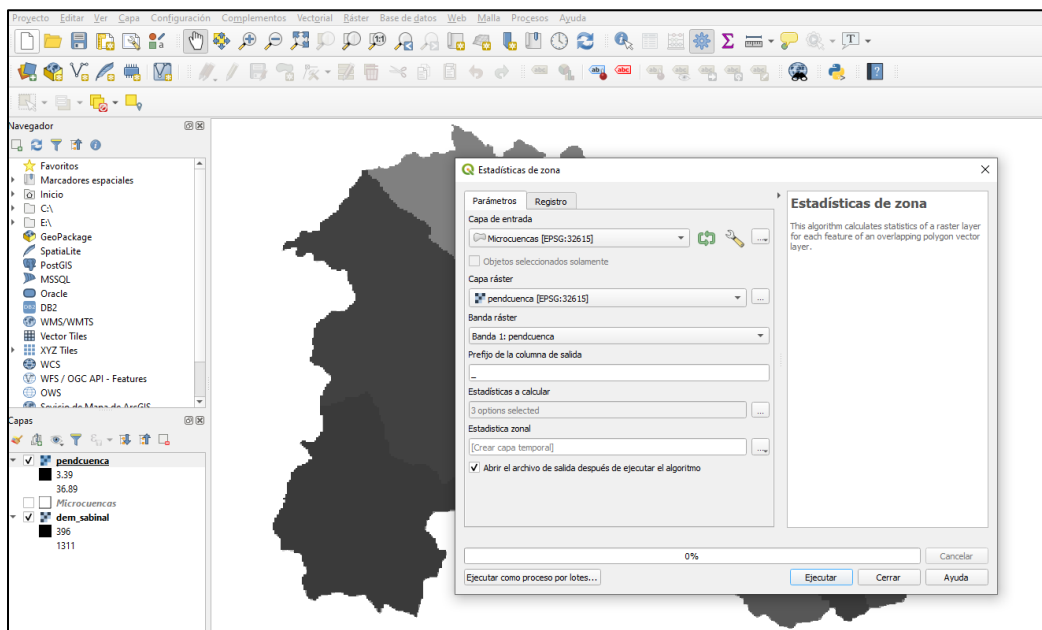 Proyecto Editar Ver Capa Configuración Complementos Vectorial Ráster Base de datos Web Malla Procesos Ayuda
Navegador
Favoritos
Marcadores espaciales
Inicio
C:\
E:\
GeoPackage
SpatiaLite
PostGIS
MSSQL
Oracle
DB2
WMS/WMTS
Vector Tiles
XYZ Tiles
WCS
WFS / OGC API - Features
OWS
Servicio de Mapa de ArcGIS
Capas
pendcuenca
3.39
36.89
Microcuencas
dem_sabinal
396
1311
Estadísticas de zona
Parámetros Registro
Capa de entrada
Microcuencas [EPSG:32615]
Objetos seleccionados solamente
Capa ráster
pendcuenca [EPSG:32615]
Banda ráster
Banda 1: pendcuenca
Prefijo de la columna de salida
_
Estadísticas a calcular
3 options selected
Estadistica zonal
[Crear capa temporal]
Abrir el archivo de salida después de ejecutar el algoritmo
Estadísticas de zona
This algorithm calculates statistics of a raster layer
for each feature of an overlapping polygon vector
layer.
0%
Cancelar
Ejecutar como proceso por lotes...
Ejecutar
Cerrar
Ayuda